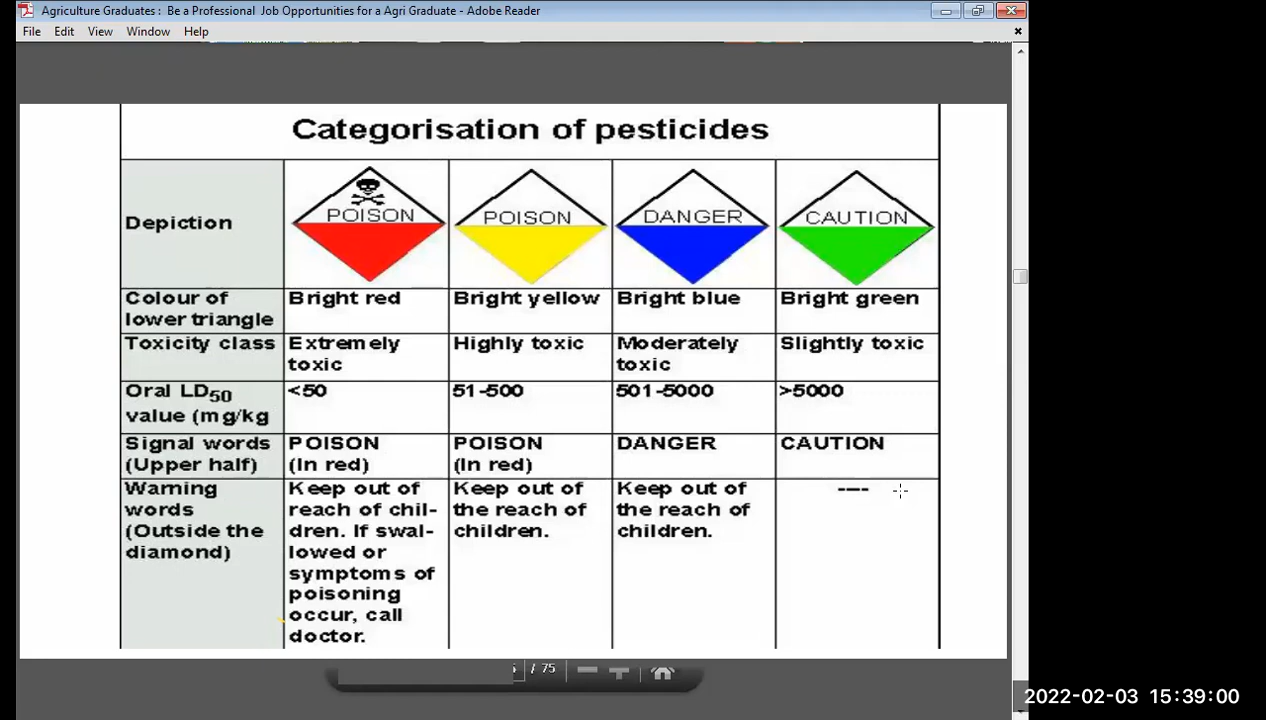 Agriculture Graduates : Be a Professional Job Opportunities for a Agri Graduate - Adobe Reader
File Edit View Window Help
Categorisation of pesticides
Depiction
POISON
POISON
DANGER
CAUTION
Colour of
lower triangle
Bright red
Bright yellow
Bright blue
Bright green
Toxicity class
Extremely
toxic
Highly toxic
Moderately
toxic
Slightly toxic
Oral LD50
value (mg/kg
<50
51-500
501-5000
>5000
Signal words
(Upper half)
POISON
(In red)
POISON
(In red)
DANGER
CAUTION
Warning
words
(Outside the
diamond)
Keep out of
reach of chil-
dren. If swal-
lowed or
symptoms of
poisoning
occur, call
doctor.
Keep out of
the reach of
children.
Keep out of
the reach of
children.
----
/ 75
2022-02-03 15:39:00